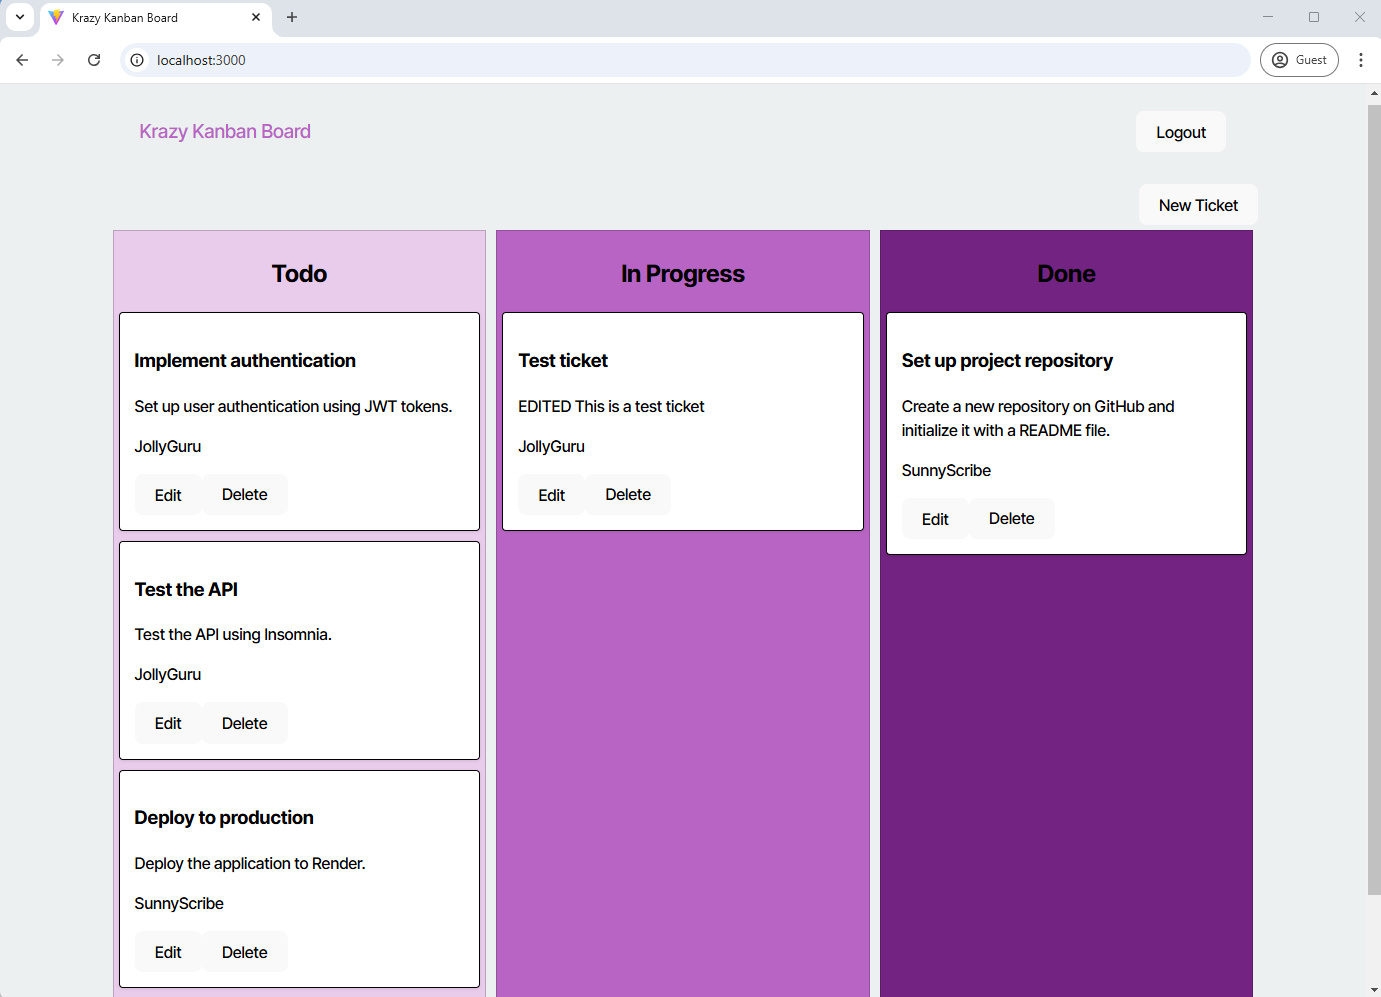 Krazy Kanban Board
localhost:3000
Guest
Krazy Kanban Board
Logout
New Ticket
Todo
Implement authentication
Set up user authentication using JWT tokens.
JollyGuru
Edit Delete
Test the API
Test the API using Insomnia.
JollyGuru
Edit Delete
Deploy to production
Deploy the application to Render.
SunnyScribe
Edit Delete
In Progress
Test ticket
EDITED This is a test ticket
JollyGuru
Edit Delete
Done
Set up project repository
Create a new repository on GitHub and
initialize it with a README file.
SunnyScribe
Edit Delete